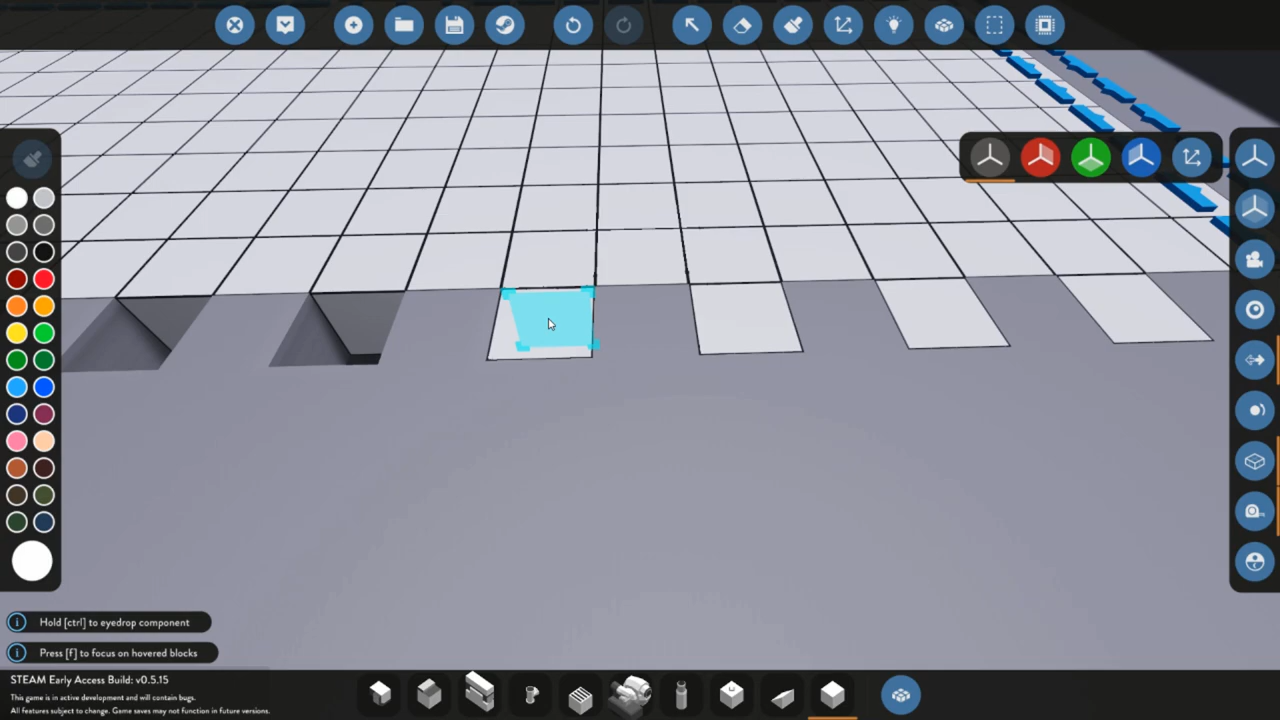 Hold [ctrl] to eyedrop component
Press [f] to focus on hovered blocks
STEAM Early Access Build: v0.5.15
This game is in active development and will contain bugs.
All features subject to change. Game saves may not function in future versions.